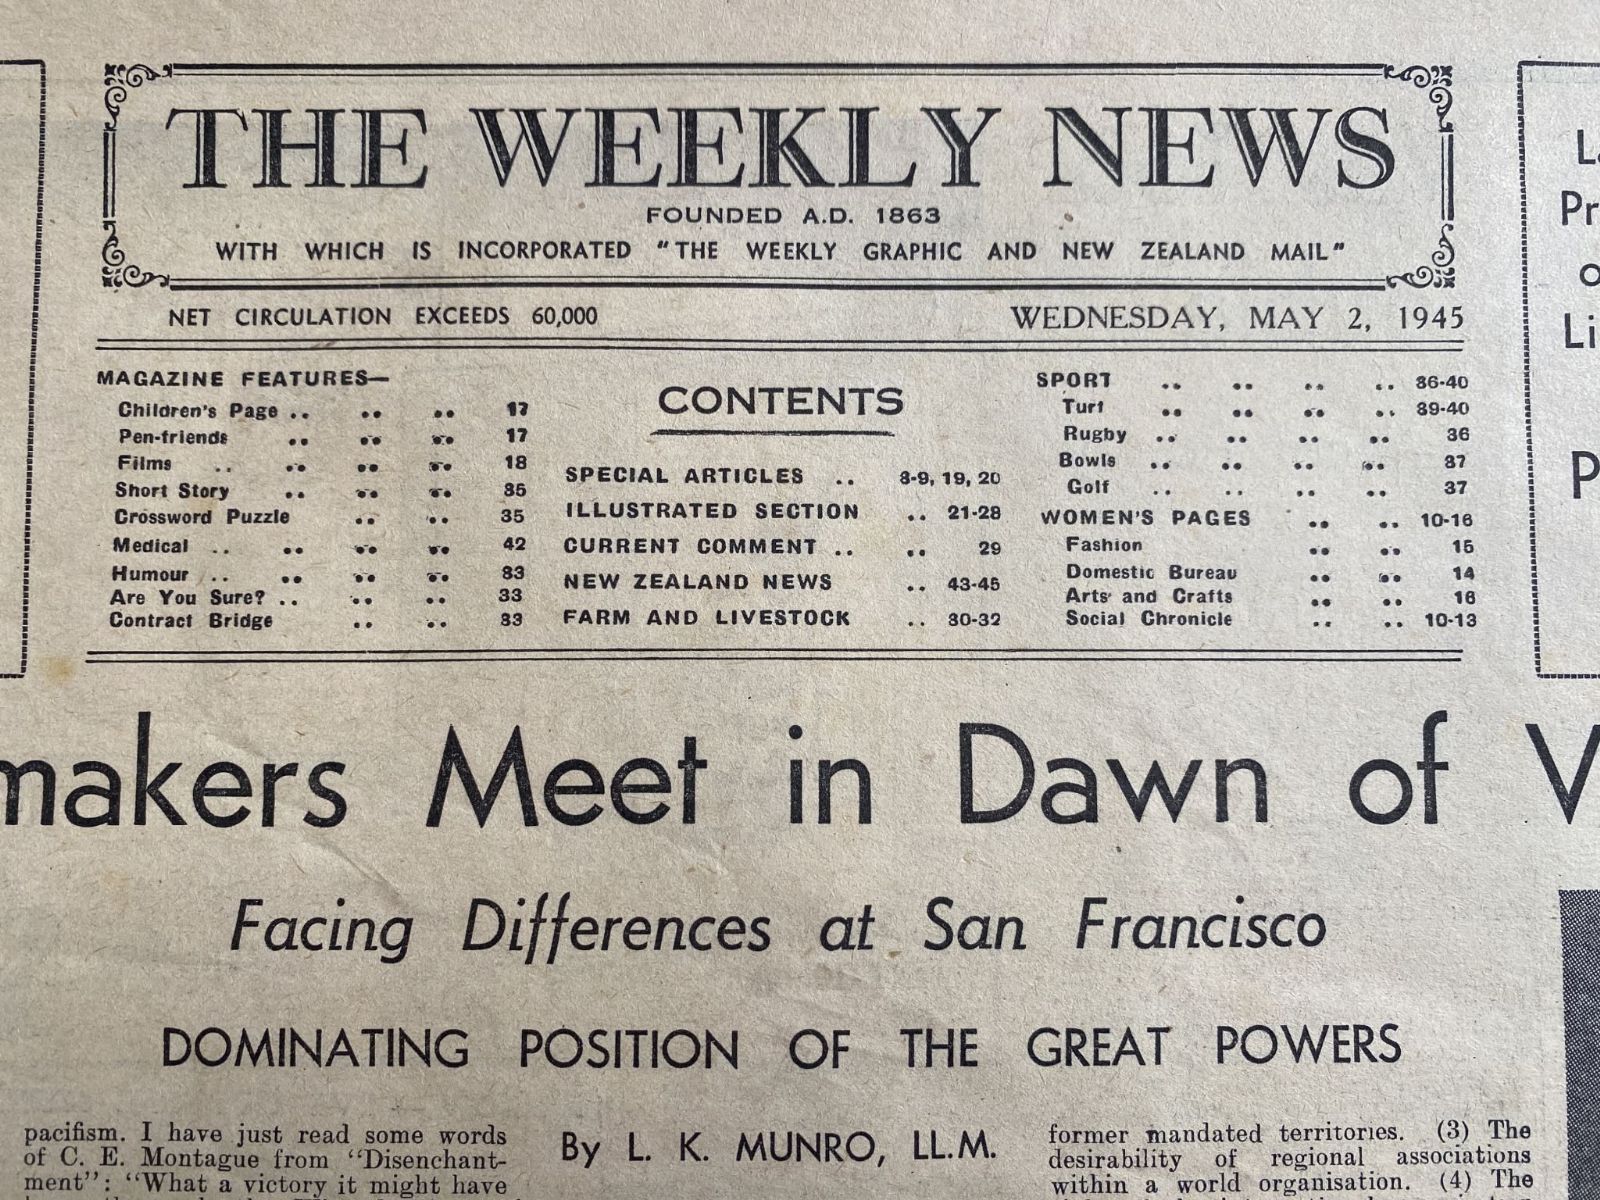 THE WEEKLY NEWS
FOUNDED A.D. 1863
WITH WHICH IS INCORPORATED "THE WEEKLY GRAPHIC AND NEW ZEALAND MAIL"
NET CIRCULATION EXCEEDS 60,000
WEDNESDAY, MAY 2, 1945
MAGAZINE FEATURES—
Children's Page .. .. .. 17
Pen-friends .. .. .. 17
Films .. .. .. .. 18
Short Story .. .. .. 35
Crossword Puzzle .. .. 35
Medical .. .. .. .. 42
Humour .. .. .. .. 33
Are You Sure? .. .. .. 33
Contract Bridge .. .. 33
CONTENTS
SPECIAL ARTICLES .. 8-9, 19, 20
ILLUSTRATED SECTION .. 21-28
CURRENT COMMENT .. .. 29
NEW ZEALAND NEWS .. 43-45
FARM AND LIVESTOCK .. 30-32
SPORT .. .. .. .. 36-40
Turf .. .. .. .. 39-40
Rugby .. .. .. .. 36
Bowls .. .. .. .. 37
Golf .. .. .. .. 37
WOMEN'S PAGES .. .. 10-16
Fashion .. .. 15
Domestic Bureau .. .. 14
Arts and Crafts .. .. 16
Social Chronicle .. .. 10-13
La
Pr
o
Li
P
makers Meet in Dawn of V
Facing Differences at San Francisco
DOMINATING POSITION OF THE GREAT POWERS
By L. K. MUNRO, LL.M.
pacifism. I have just read some words
of C. E. Montague from "Disenchant-
ment": "What a victory it might have
former mandated territories. (3) The
desirability of regional associations
within a world organisation. (4) The